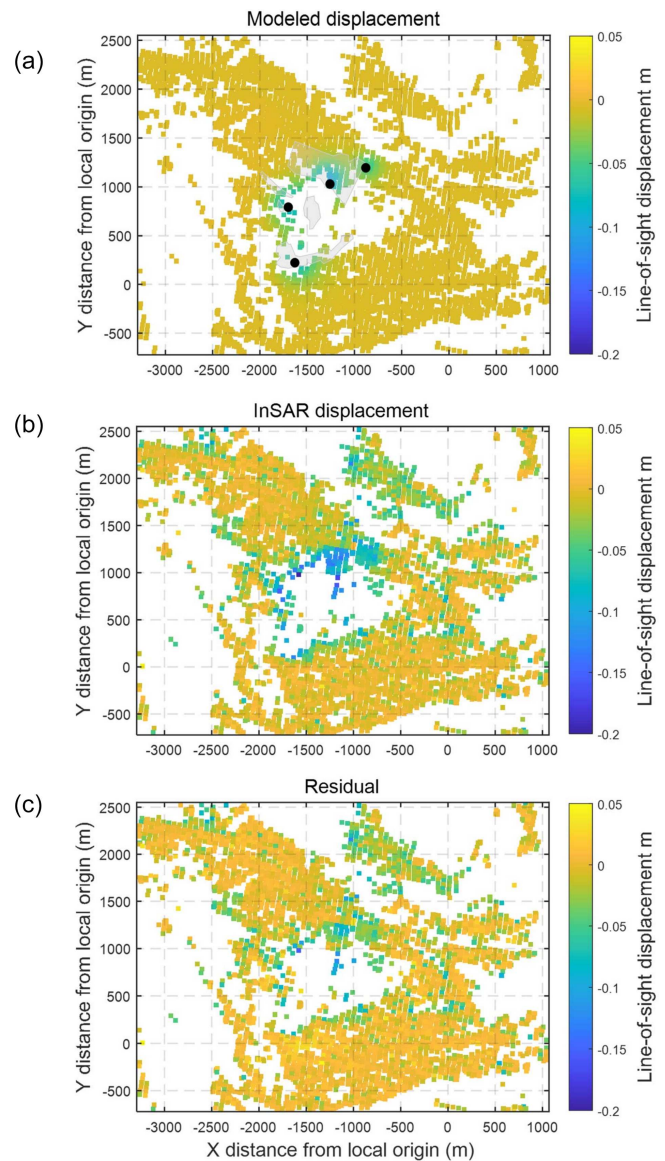 (a)
Modeled displacement
Y distance from local origin (m)
2500
2000
1500
1000
500
0
-500
-3000 -2500 -2000 -1500 -1000 -500 0 500 1000
0.05
0
-0.05
-0.1
-0.15
-0.2
Line-of-sight displacement m
(b)
InSAR displacement
Y distance from local origin (m)
2500
2000
1500
1000
500
0
-500
-3000 -2500 -2000 -1500 -1000 -500 0 500 1000
0.05
0
-0.05
-0.1
-0.15
-0.2
Line-of-sight displacement m
(c)
Residual
Y distance from local origin (m)
2500
2000
1500
1000
500
0
-500
-3000 -2500 -2000 -1500 -1000 -500 0 500 1000
X distance from local origin (m)
0.05
0
-0.05
-0.1
-0.15
-0.2
Line-of-sight displacement m